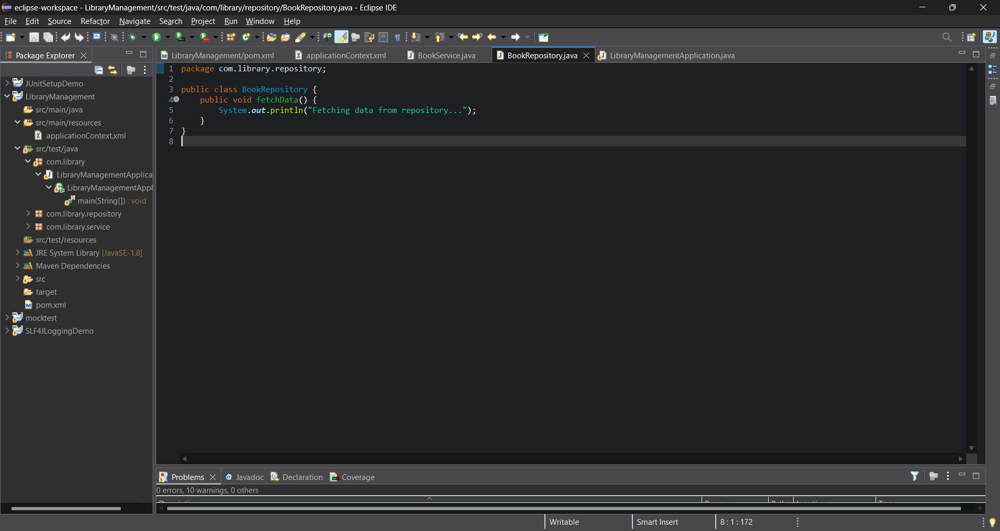 eclipse-workspace - LibraryManagement/src/test/java/com/library/repository/BookRepository.java - Eclipse IDE
File Edit Source Refactor Navigate Search Project Run Window Help
Package Explorer
LibraryManagement/pom.xml applicationContext.xml BookService.java BookRepository.java LibraryManagementApplication.java
JUnitSetupDemo
LibraryManagement
src/main/java
src/main/resources
applicationContext.xml
src/test/java
com.library
LibraryManagementApplica
LibraryManagementAppl
main(String[]) : void
com.library.repository
com.library.service
src/test/resources
JRE System Library [JavaSE-1.8]
Maven Dependencies
src
target
pom.xml
mocktest
SLF4JLoggingDemo
1 package com.library.repository;
2
3 public class BookRepository {
4 public void fetchData() {
5 System.out.println("Fetching data from repository...");
6 }
7 }
8
Problems Javadoc Declaration Coverage
0 errors, 10 warnings, 0 others
Writable Smart Insert 8 : 1 : 172